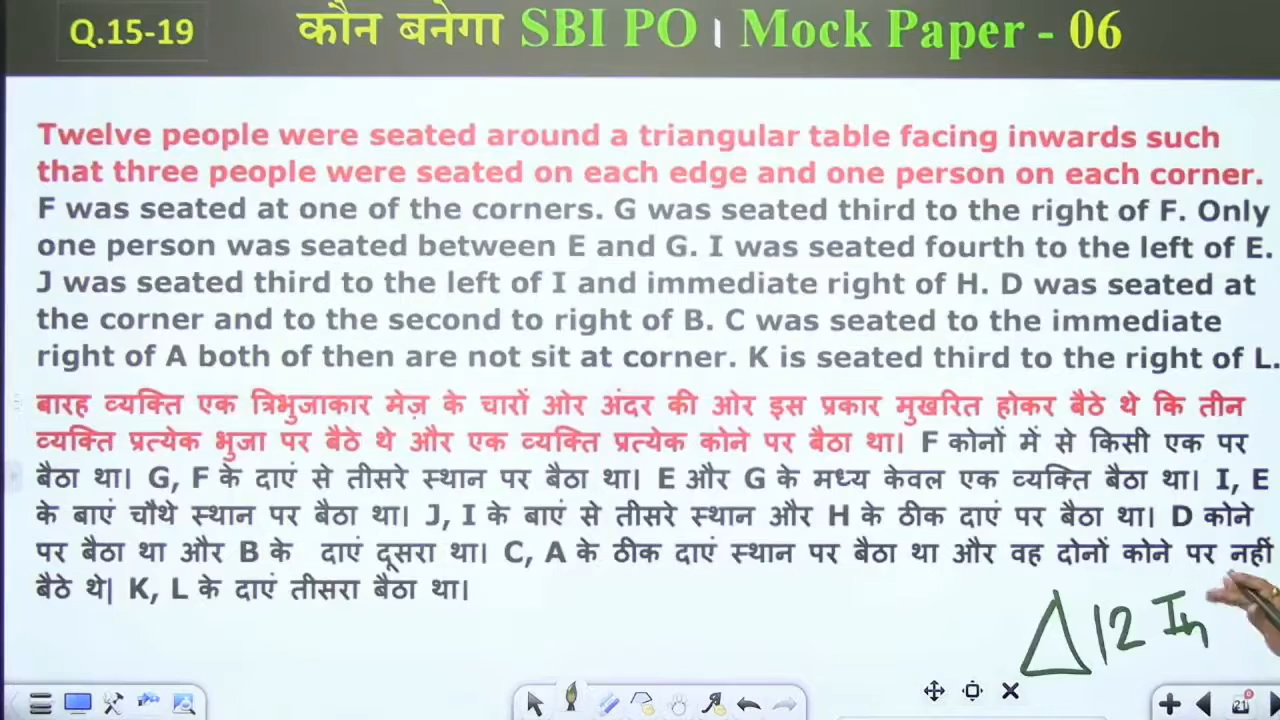 Q.15-19
कौन बनेगा SBI PO । Mock Paper - 06
Twelve people were seated around a triangular table facing inwards such
that three people were seated on each edge and one person on each corner.
F was seated at one of the corners. G was seated third to the right of F. Only
one person was seated between E and G. I was seated fourth to the left of E.
J was seated third to the left of I and immediate right of H. D was seated at
the corner and to the second to right of B. C was seated to the immediate
right of A both of then are not sit at corner. K is seated third to the right of L.
बारह व्यक्ति एक त्रिभुजाकार मेज़ के चारों ओर अंदर की ओर इस प्रकार मुखरित होकर बैठे थे कि तीन
व्यक्ति प्रत्येक भुजा पर बैठे थे और एक व्यक्ति प्रत्येक कोने पर बैठा था। F कोनों में से किसी एक पर
बैठा था। G, F के दाएं से तीसरे स्थान पर बैठा था। E और G के मध्य केवल एक व्यक्ति बैठा था। I, E
के बाएं चौथे स्थान पर बैठा था। J, I के बाएं से तीसरे स्थान और H के ठीक दाएं पर बैठा था। D कोने
पर बैठा था और B के दाएं दूसरा था। C, A के ठीक दाएं स्थान पर बैठा था और वह दोनों कोने पर नहीं
बैठे थे| K, L के दाएं तीसरा बैठा था।
12 In
21